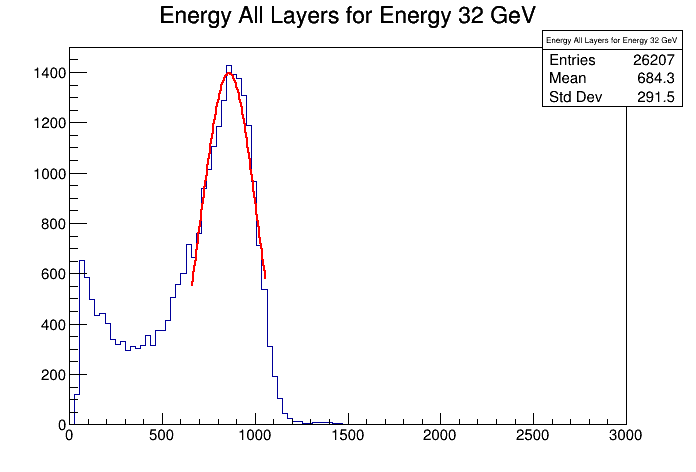 Energy All Layers for Energy 32 GeV
Energy All Layers for Energy 32 GeV
Entries 26207
Mean 684.3
Std Dev 291.5
1400
1200
1000
800
600
400
200
0
0 500 1000 1500 2000 2500 3000